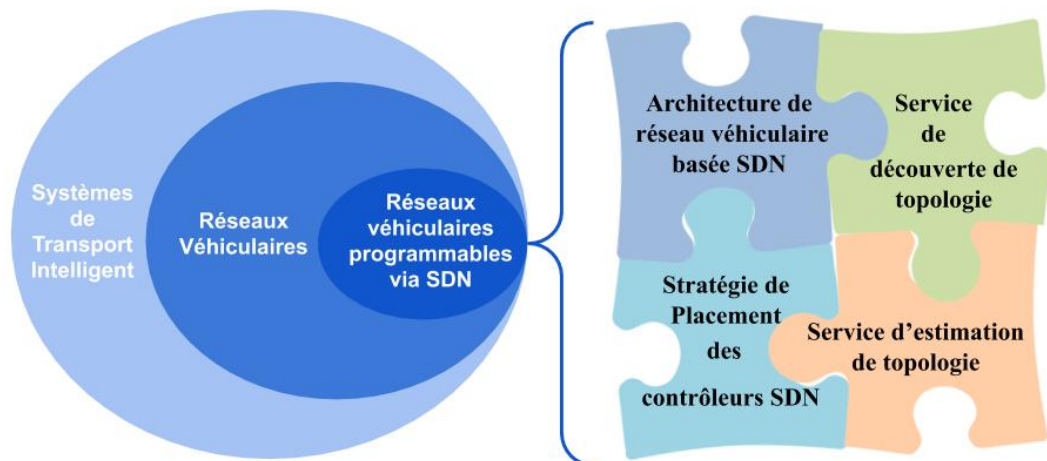 Systèmes
de
Transport
Intelligent
Réseaux
Véhiculaires
Réseaux
véhiculaires
programmables
via SDN
Architecture de
réseau véhiculaire
basée SDN
Service
de
découverte de
topologie
Stratégie de
Placement
des
contrôleurs SDN
Service d’estimation
de topologie